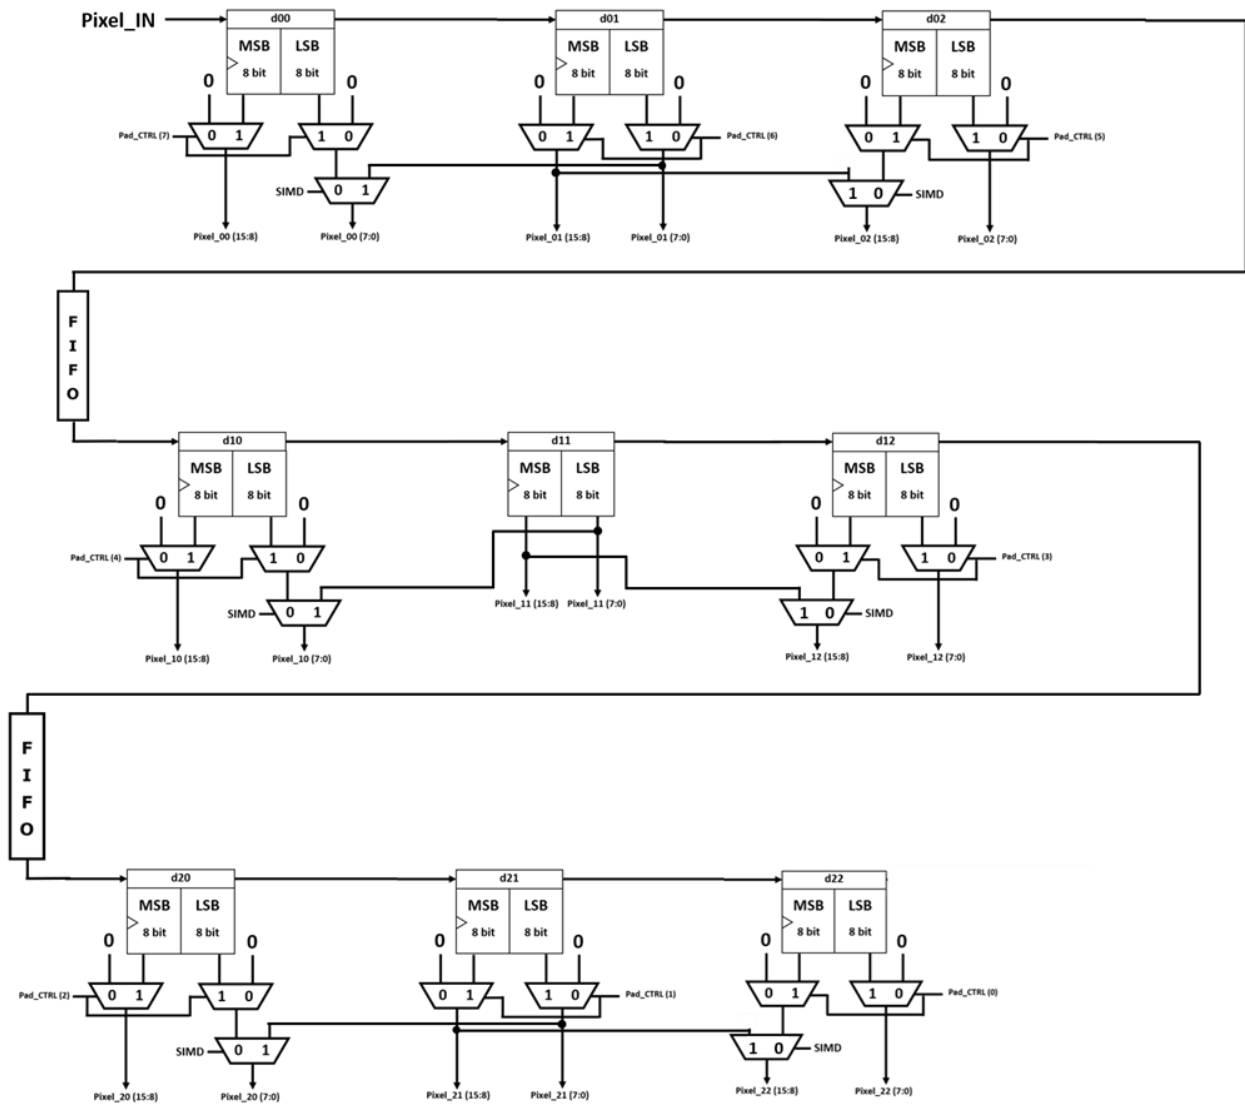 Pixel_IN
d00 d01 d02
MSB LSB MSB LSB MSB LSB
8 bit 8 bit 8 bit 8 bit 8 bit 8 bit
0 0 0 0 0 0
Pad_CTRL (7) 0 1 1 0 0 1 1 0 Pad_CTRL (6) 0 1 1 0 Pad_CTRL (5)
SIMD 0 1 1 0 SIMD
Pixel_00 (15:8) Pixel_00 (7:0) Pixel_01 (15:8) Pixel_01 (7:0) Pixel_02 (15:8) Pixel_02 (7:0)
F
I
F
O
d10 d11 d12
MSB LSB MSB LSB MSB LSB
8 bit 8 bit 8 bit 8 bit 8 bit 8 bit
0 0 0 0
Pad_CTRL (4) 0 1 1 0 0 1 1 0 Pad_CTRL (3)
SIMD 0 1 Pixel_11 (15:8) Pixel_11 (7:0) 1 0 SIMD
Pixel_10 (15:8) Pixel_10 (7:0) Pixel_12 (15:8) Pixel_12 (7:0)
F
I
F
O
d20 d21 d22
MSB LSB MSB LSB MSB LSB
8 bit 8 bit 8 bit 8 bit 8 bit 8 bit
0 0 0 0 0 0
Pad_CTRL (2) 0 1 1 0 0 1 1 0 Pad_CTRL (1) 0 1 1 0 Pad_CTRL (0)
SIMD 0 1 1 0 SIMD
Pixel_20 (15:8) Pixel_20 (7:0) Pixel_21 (15:8) Pixel_21 (7:0) Pixel_22 (15:8) Pixel_22 (7:0)